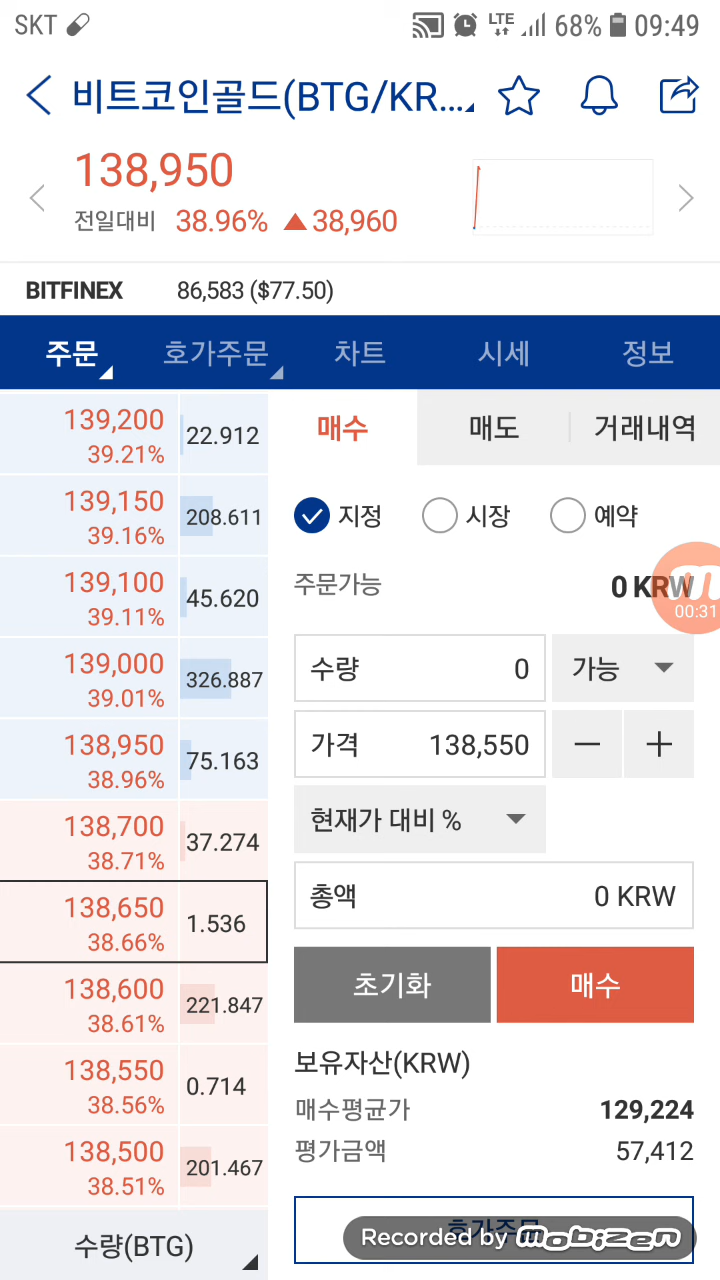 SKT LTE 68% 09:49
비트코인골드(BTG/KR...
138,950
전일대비 38.96% ▲38,960
BITFINEX 86,583 ($77.50)
주문 호가주문 차트 시세 정보
139,200 22.912
39.21%
139,150 208.611
39.16%
139,100 45.620
39.11%
139,000 326.887
39.01%
138,950 75.163
38.96%
138,700 37.274
38.71%
138,650 1.536
38.66%
138,600 221.847
38.61%
138,550 0.714
38.56%
138,500 201.467
38.51%
수량(BTG)
매수 매도 거래내역
지정 시장 예약
주문가능 0 KRW
00:31
수량 0 가능
가격 138,550 － ＋
현재가 대비 %
총액 0 KRW
초기화 매수
보유자산(KRW)
매수평균가 129,224
평가금액 57,412
호가주문
Recorded by mobizen